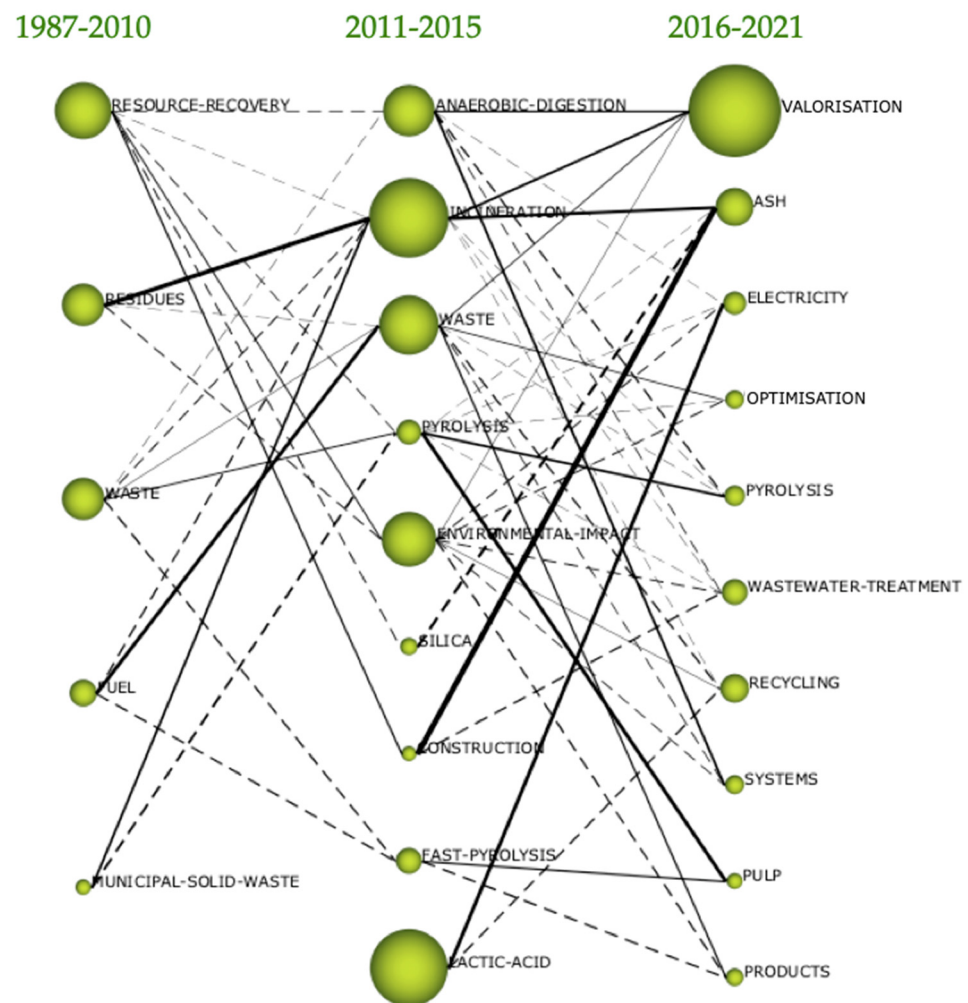 1987-2010
2011-2015
2016-2021
RESOURCE-RECOVERY
RESIDUES
WASTE
FUEL
MUNICIPAL-SOLID-WASTE
ANAEROBIC-DIGESTION
INCINERATION
WASTE
PYROLYSIS
ENVIRONMENTAL-IMPACT
SILICA
CONSTRUCTION
FAST-PYROLYSIS
LACTIC-ACID
VALORISATION
ASH
ELECTRICITY
OPTIMISATION
PYROLYSIS
WASTEWATER-TREATMENT
RECYCLING
SYSTEMS
PULP
PRODUCTS